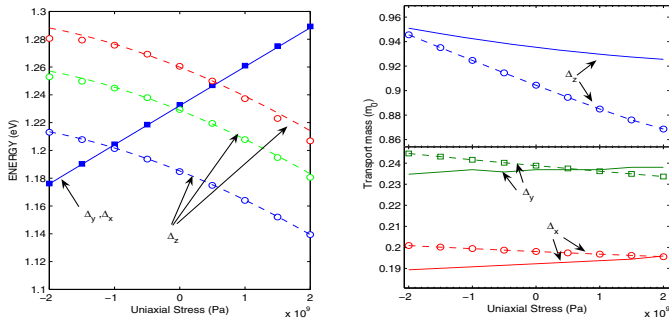 1.3
1.28
1.26
1.24
1.22
1.2
1.18
1.16
1.14
1.12
1.1
ENERGY (eV)
−2 −1 0 1 2
Uniaxial Stress (Pa)
x 10⁹
Δy ,Δx
Δz
0.96
0.94
0.92
0.9
0.88
0.86
0.24
0.23
0.22
0.21
0.2
0.19
Transport mass (m0)
−2 −1 0 1 2
Uniaxial Stress (Pa)
x 10⁹
Δz
Δy
Δx